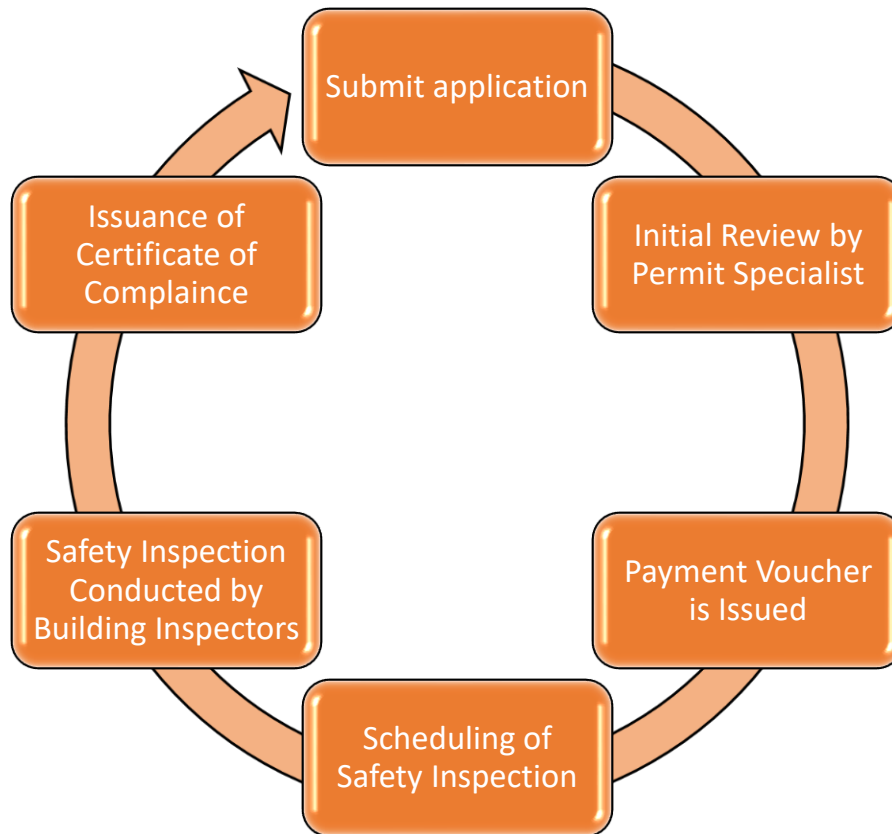 Submit application
Initial Review by
Permit Specialist
Payment Voucher
is Issued
Scheduling of
Safety Inspection
Safety Inspection
Conducted by
Building Inspectors
Issuance of
Certificate of
Complaince